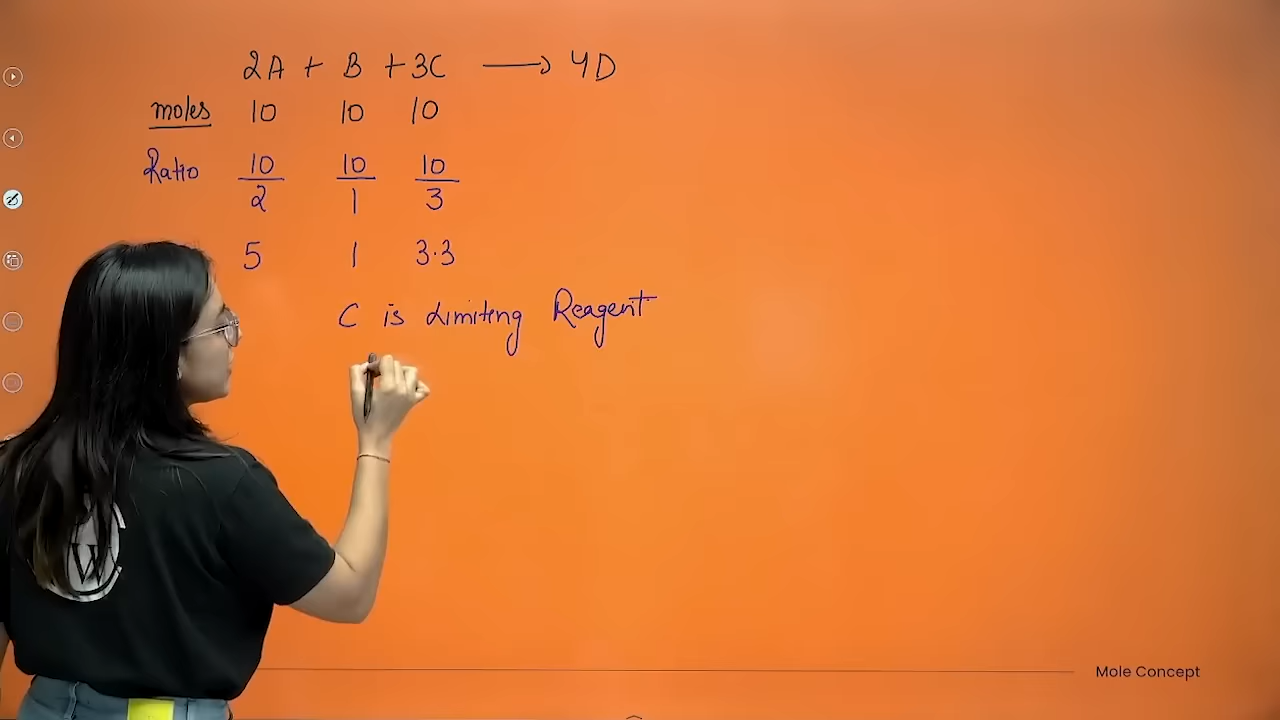 2A + B + 3C ⟶ 4D
moles 10 10 10
Ratio 10/2 10/1 10/3
5 1 3.3
C is Limiting Reagent
W
Mole Concept